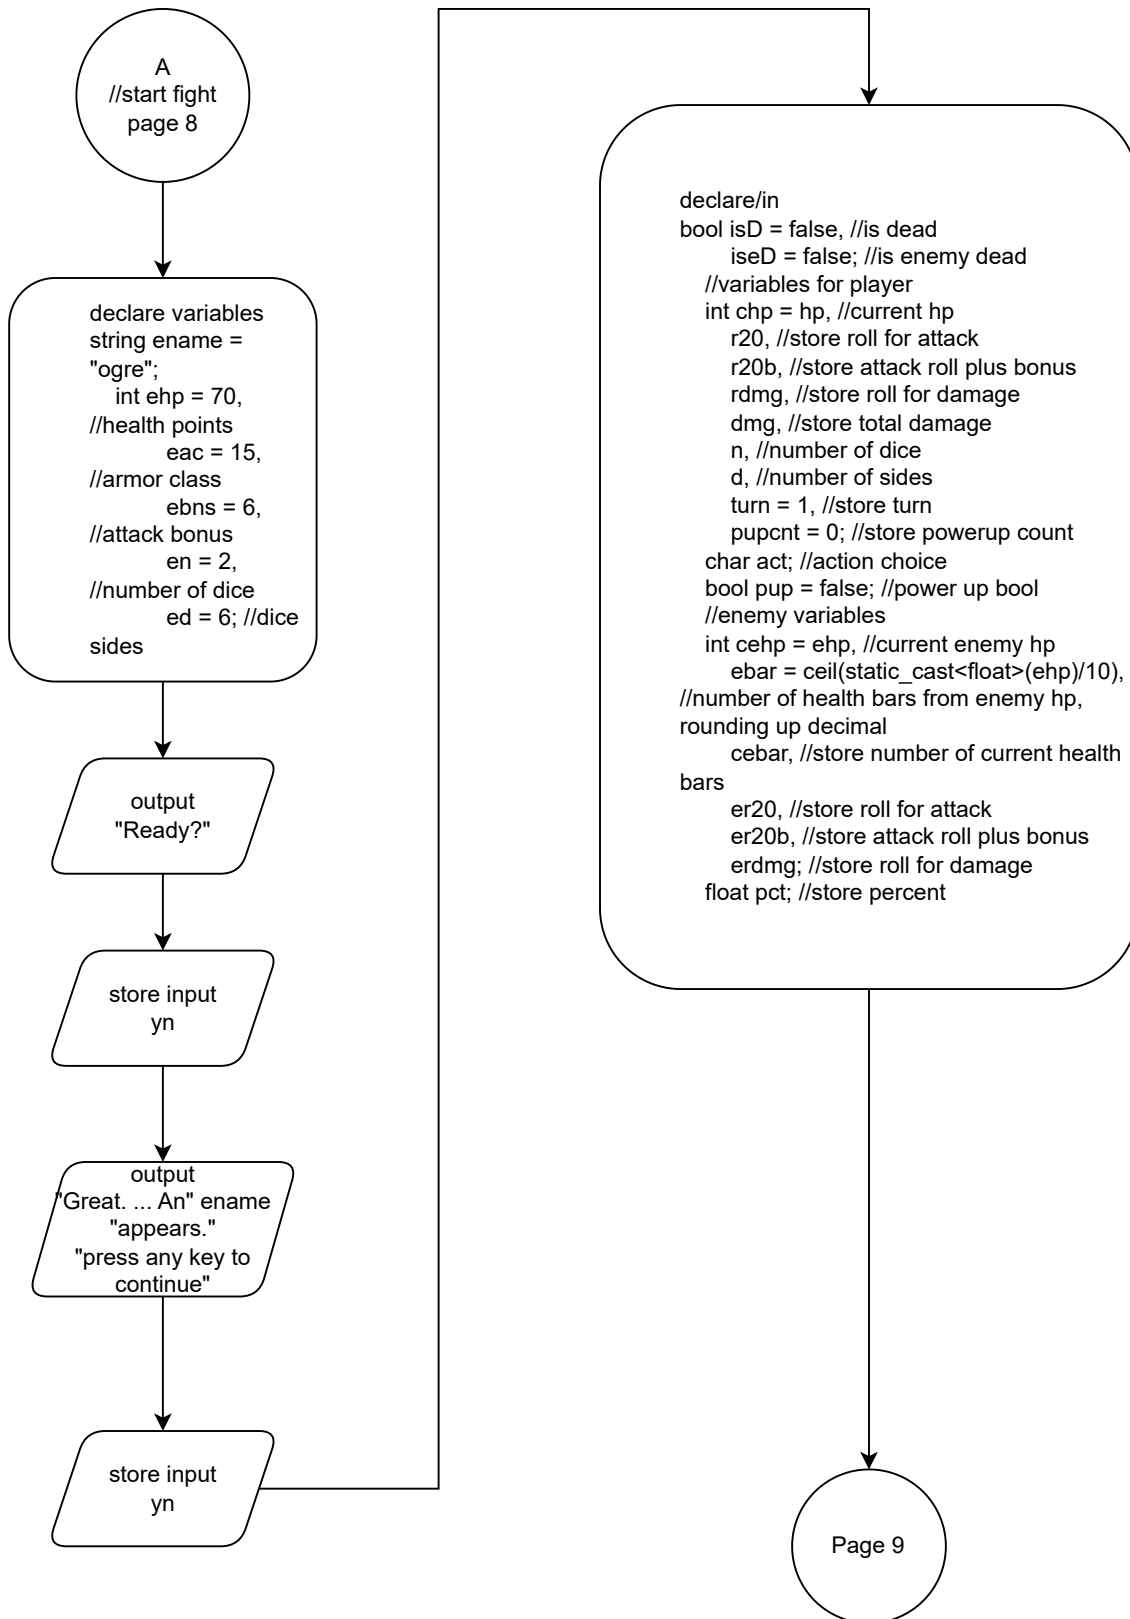 A
//start fight
page 8
declare variables
string ename =
"ogre";
int ehp = 70,
//health points
eac = 15,
//armor class
ebns = 6,
//attack bonus
en = 2,
//number of dice
ed = 6; //dice
sides
output
"Ready?"
store input
yn
output
"Great. ... An" ename
"appears."
"press any key to
continue"
store input
yn
declare/in
bool isD = false, //is dead
iseD = false; //is enemy dead
//variables for player
int chp = hp, //current hp
r20, //store roll for attack
r20b, //store attack roll plus bonus
rdmg, //store roll for damage
dmg, //store total damage
n, //number of dice
d, //number of sides
turn = 1, //store turn
pupcnt = 0; //store powerup count
char act; //action choice
bool pup = false; //power up bool
//enemy variables
int cehp = ehp, //current enemy hp
ebar = ceil(static_cast<float>(ehp)/10),
//number of health bars from enemy hp,
rounding up decimal
cebar, //store number of current health
bars
er20, //store roll for attack
er20b, //store attack roll plus bonus
erdmg; //store roll for damage
float pct; //store percent
Page 9